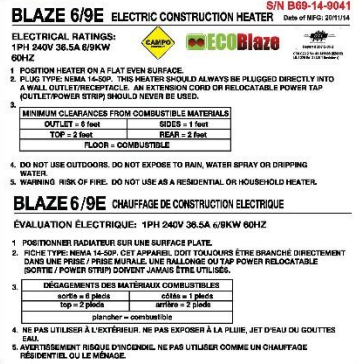 S/N B69-14-9041
BLAZE 6/9E ELECTRIC CONSTRUCTION HEATER Date of MFG: 20/11/14
ELECTRICAL RATINGS:
1PH 240V 36.5A 6/9KW
60HZ
CAMPO
ECOBlaze
1 POSITION HEATER ON A FLAT EVEN SURFACE.
2. PLUG TYPE: NEMA 14-50P. THIS HEATER SHOULD ALWAYS BE PLUGGED DIRECTLY INTO
A WALL OUTLET/RECEPTACLE. AN EXTENSION CORD OR RELOCATABLE POWER TAP
(OUTLET/POWER STRIP) SHOULD NEVER BE USED.
3.
MINIMUM CLEARANCES FROM COMBUSTIBLE MATERIALS
OUTLET = 6 feet SIDES = 1 feet
TOP = 2 feet REAR = 2 feet
FLOOR = COMBUSTIBLE
4. DO NOT USE OUTDOORS. DO NOT EXPOSE TO RAIN, WATER SPRAY OR DRIPPING
WATER.
5. WARNING RISK OF FIRE. DO NOT USE AS A RESIDENTIAL OR HOUSEHOLD HEATER.
BLAZE 6/9E CHAUFFAGE DE CONSTRUCTION ELECTRIQUE
ÉVALUATION ÉLECTRIQUE: 1PH 240V 36.5A 6/9KW 60HZ
1 POSITIONNER RADIATEUR SUR UNE SURFACE PLATE.
2. FICHE TYPE: NEMA 14-50P. CET APPAREIL DOIT TOUJOURS ÊTRE BRANCHÉ DIRECTEMENT
DANS UNE PRISE / PRISE MURALE. UNE RALLONGE OU TAP POWER RELOCATABLE
(SORTIE / POWER STRIP) DOIVENT JAMAIS ÊTRE UTILISÉS.
3.
DÉGAGEMENTS DES MATÉRIAUX COMBUSTIBLES
sortie = 6 pieds côtés = 1 pieds
top = 2 pieds arrière = 2 pieds
plancher = combustible
4. NE PAS UTILISER À L'EXTÉRIEUR. NE PAS EXPOSER À LA PLUIE, JET D'EAU OU GOUTTES
EAU.
5. AVERTISSEMENT RISQUE D'INCENDIE. NE PAS UTILISER COMME UN CHAUFFAGE
RÉSIDENTIEL OU LE MÉNAGE.